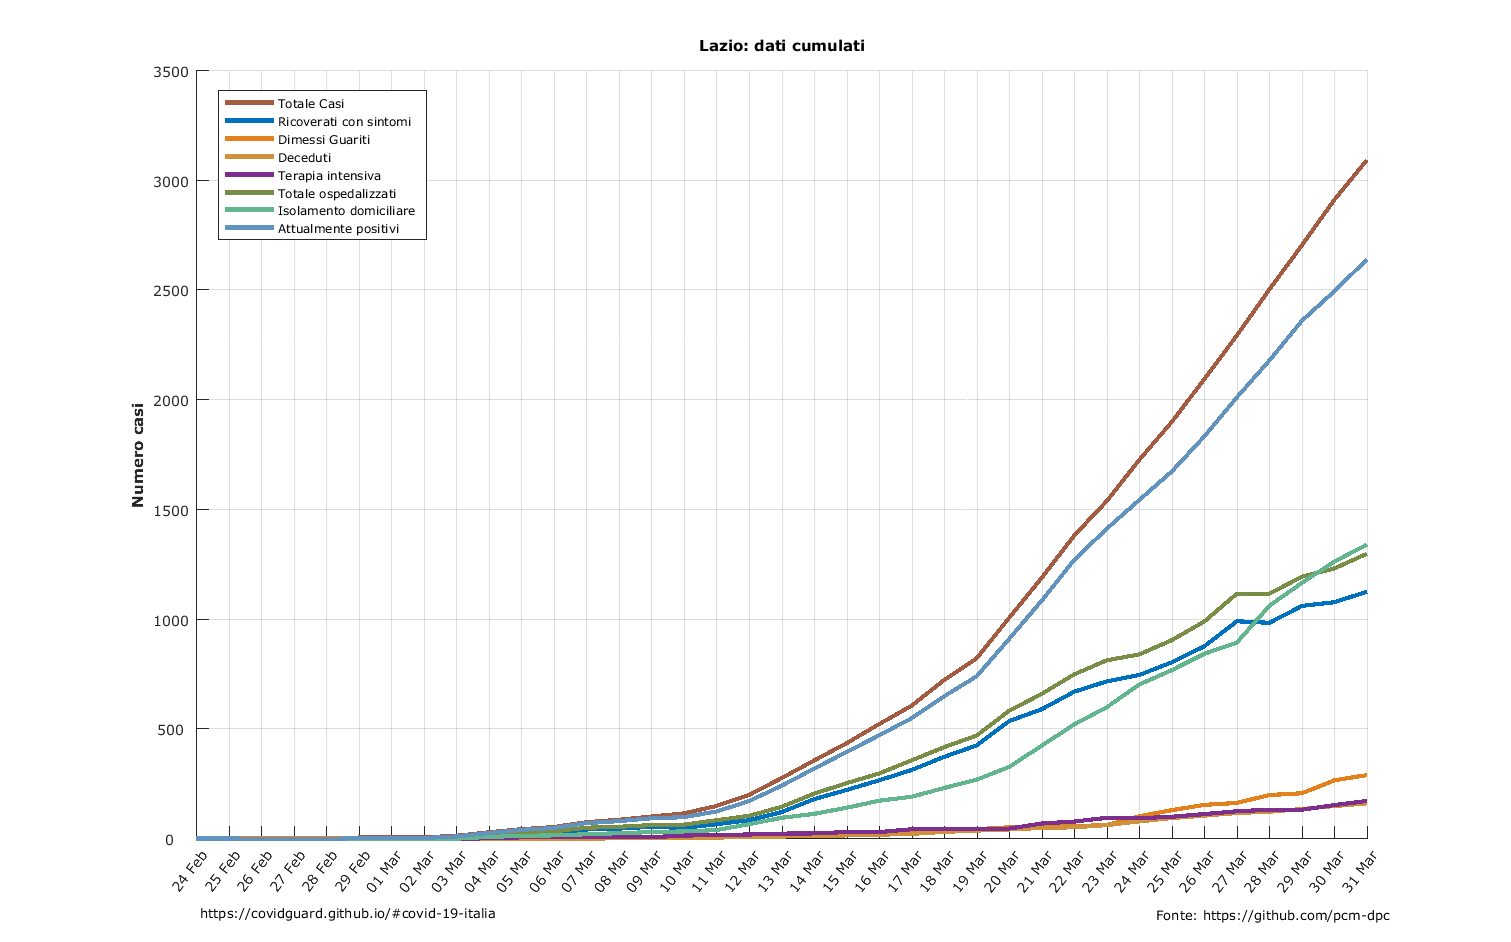 Lazio: dati cumulati
3500
3000
2500
2000
1500
1000
500
0
Numero casi
Totale Casi
Ricoverati con sintomi
Dimessi Guariti
Deceduti
Terapia intensiva
Totale ospedalizzati
Isolamento domiciliare
Attualmente positivi
24 Feb
25 Feb
26 Feb
27 Feb
28 Feb
29 Feb
01 Mar
02 Mar
03 Mar
04 Mar
05 Mar
06 Mar
07 Mar
08 Mar
09 Mar
10 Mar
11 Mar
12 Mar
13 Mar
14 Mar
15 Mar
16 Mar
17 Mar
18 Mar
19 Mar
20 Mar
21 Mar
22 Mar
23 Mar
24 Mar
25 Mar
26 Mar
27 Mar
28 Mar
29 Mar
30 Mar
31 Mar
https://covidguard.github.io/#covid-19-italia
Fonte: https://github.com/pcm-dpc